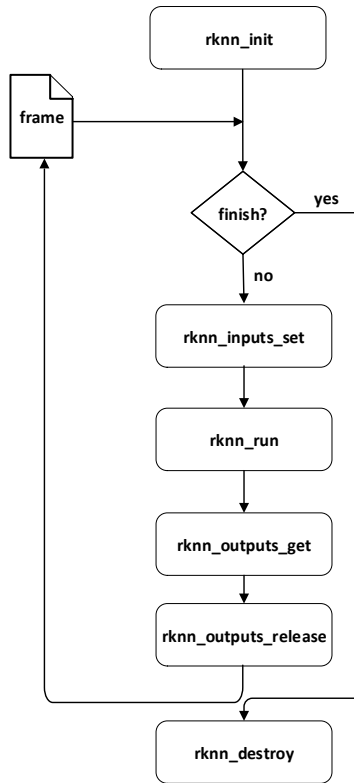 rknn_init
frame
finish?
yes
no
rknn_inputs_set
rknn_run
rknn_outputs_get
rknn_outputs_release
rknn_destroy